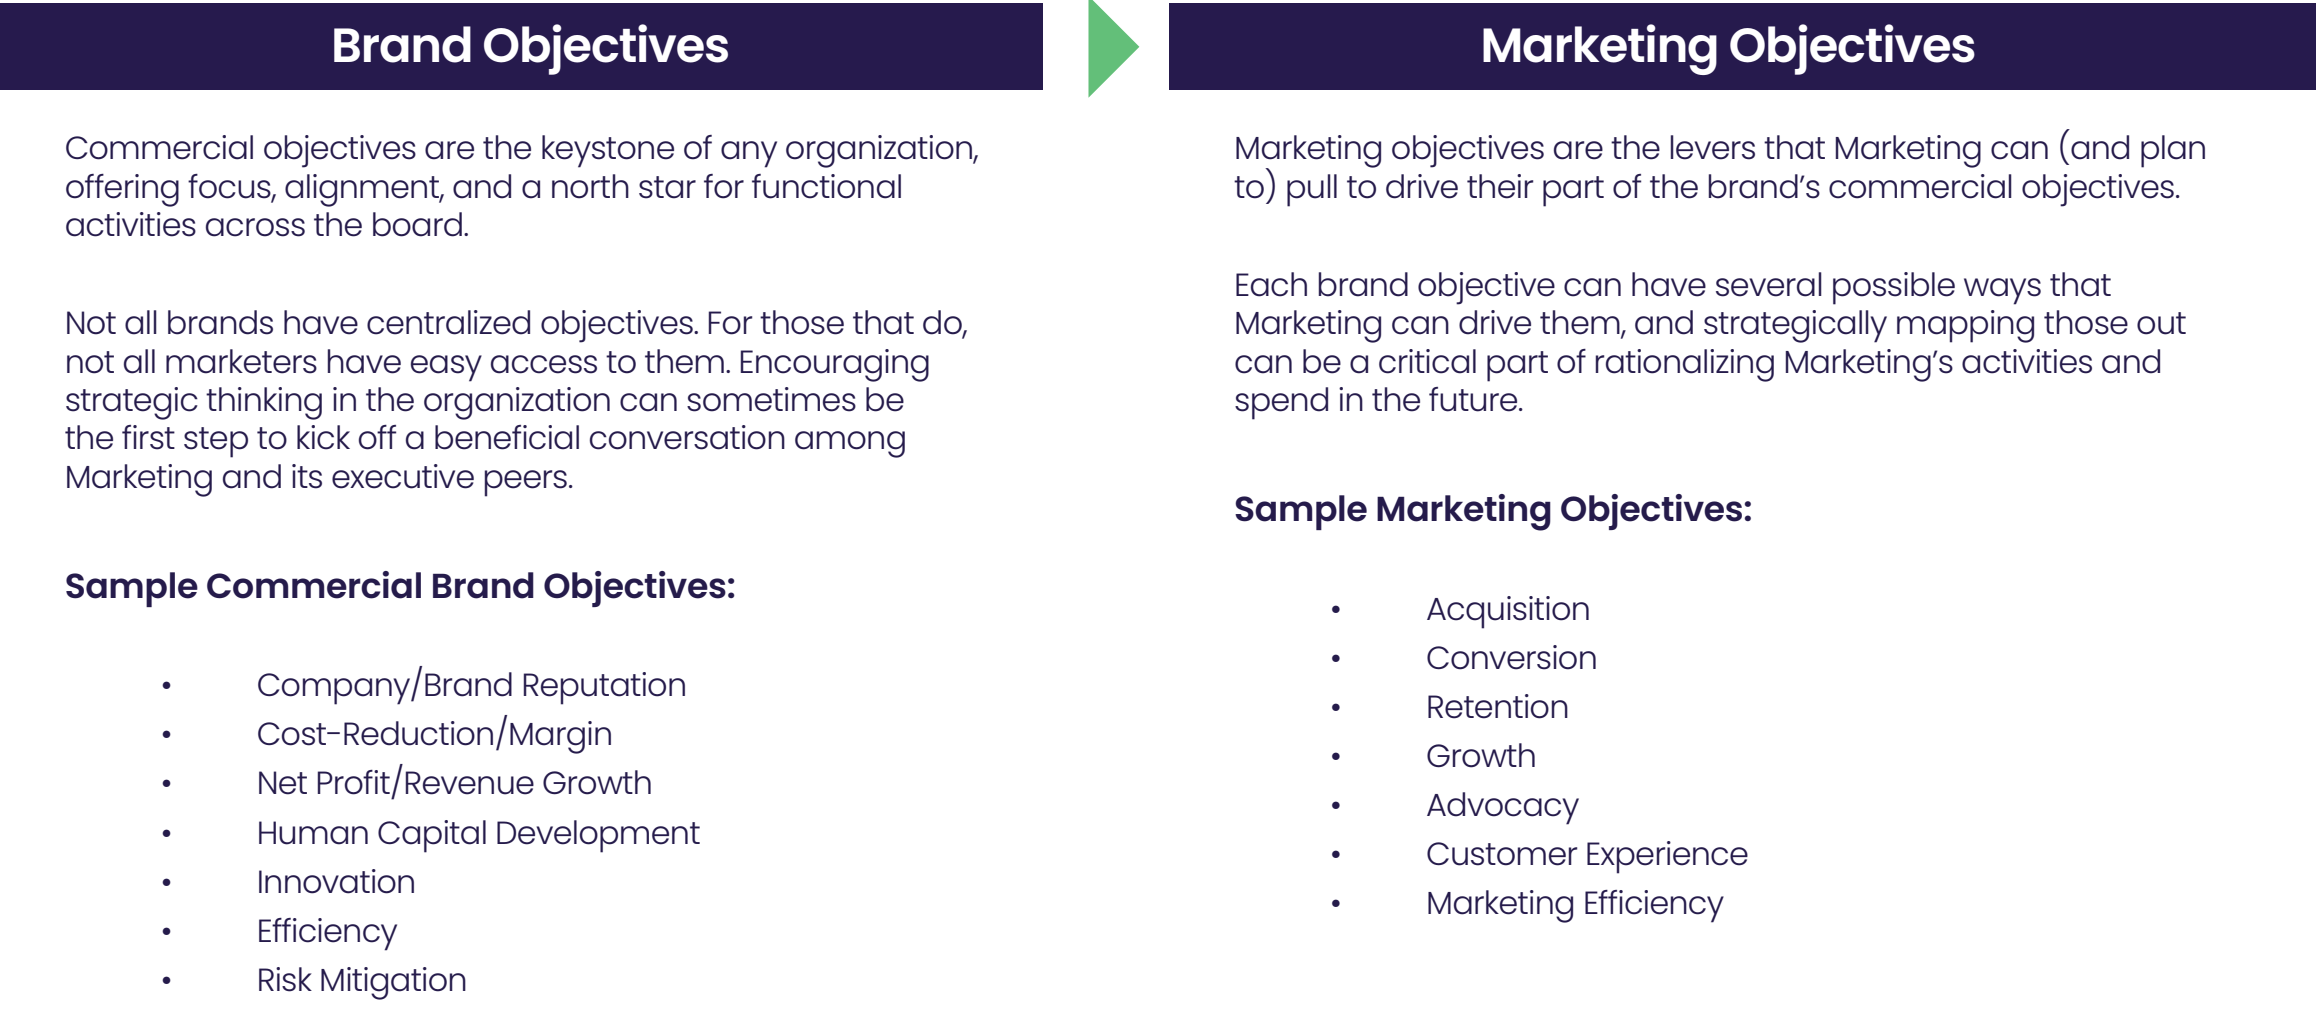 Brand Objectives
Commercial objectives are the keystone of any organization,
offering focus, alignment, and a north star for functional
activities across the board.
Not all brands have centralized objectives. For those that do,
not all marketers have easy access to them. Encouraging
strategic thinking in the organization can sometimes be
the first step to kick off a beneficial conversation among
Marketing and its executive peers.
Sample Commercial Brand Objectives:
• Company/Brand Reputation
• Cost-Reduction/Margin
• Net Profit/Revenue Growth
• Human Capital Development
• Innovation
• Efficiency
• Risk Mitigation
Marketing Objectives
Marketing objectives are the levers that Marketing can (and plan
to) pull to drive their part of the brand’s commercial objectives.
Each brand objective can have several possible ways that
Marketing can drive them, and strategically mapping those out
can be a critical part of rationalizing Marketing’s activities and
spend in the future.
Sample Marketing Objectives:
• Acquisition
• Conversion
• Retention
• Growth
• Advocacy
• Customer Experience
• Marketing Efficiency